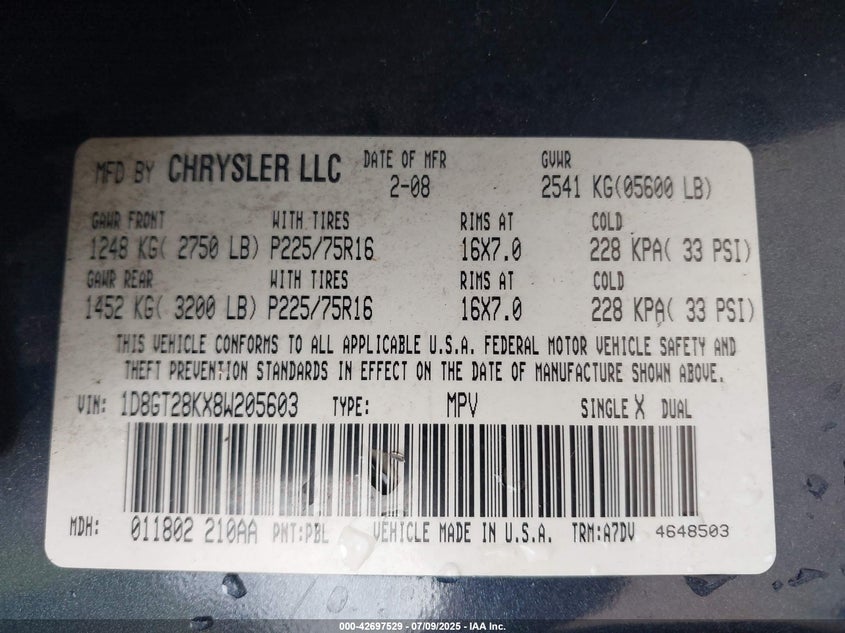 MFD BY CHRYSLER LLC DATE OF MFR GVWR
2-08 2541 KG(05600 LB)
GAWR FRONT WITH TIRES RIMS AT COLD
1248 KG( 2750 LB) P225/75R16 16X7.0 228 KPA( 33 PSI)
GAWR REAR WITH TIRES RIMS AT COLD
1452 KG( 3200 LB) P225/75R16 16X7.0 228 KPA( 33 PSI)
THIS VEHICLE CONFORMS TO ALL APPLICABLE U.S.A. FEDERAL MOTOR VEHICLE SAFETY AND
THEFT PREVENTION STANDARDS IN EFFECT ON THE DATE OF MANUFACTURE SHOWN ABOVE.
VIN: 1D8GT28KX8W205603 TYPE: MPV SINGLE X DUAL
MDH: 011802 210AA PNT:PBL VEHICLE MADE IN U.S.A. TRM:A7DV 4648503
000-42697529 - 07/09/2025 - IAA Inc.